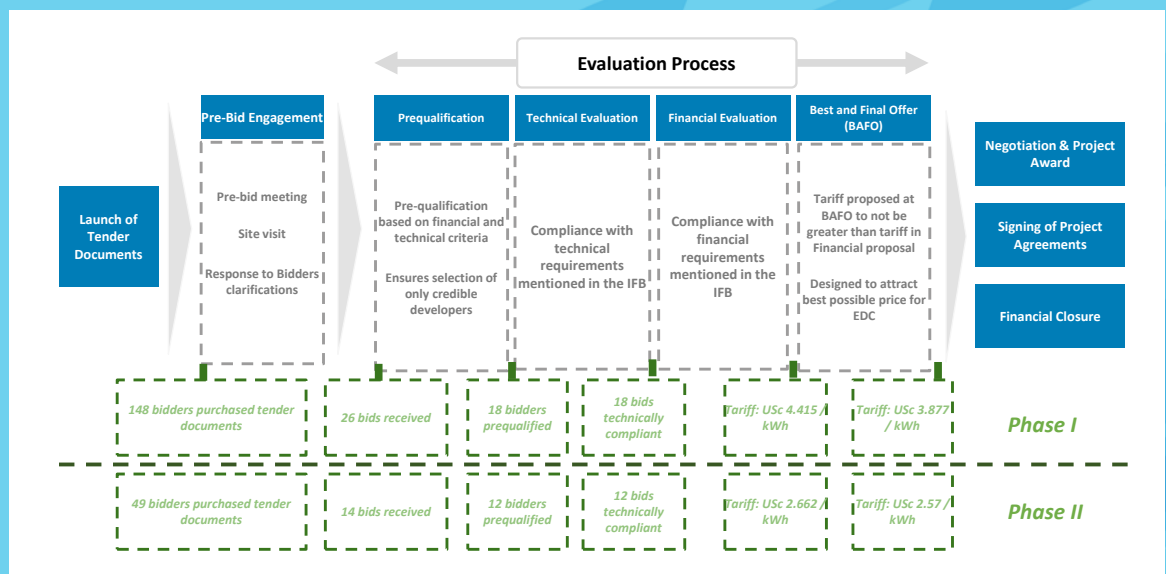 Evaluation Process
Pre-Bid Engagement
Prequalification
Technical Evaluation
Financial Evaluation
Best and Final Offer
(BAFO)
Launch of
Tender
Documents
Pre-bid meeting
Site visit
Response to Bidders
clarifications
Pre-qualification
based on financial and
technical criteria
Ensures selection of
only credible
developers
Compliance with
technical
requirements
mentioned in the IFB
Compliance with
financial
requirements
mentioned in the
IFB
Tariff proposed at
BAFO to not be
greater than tariff in
Financial proposal
Designed to attract
best possible price for
EDC
Negotiation & Project
Award
Signing of Project
Agreements
Financial Closure
148 bidders purchased tender
documents
26 bids received
18 bidders
prequalified
18 bids
technically
compliant
Tariff: USc 4.415 /
kWh
Tariff: USc 3.877
/ kWh
Phase I
49 bidders purchased tender
documents
14 bids received
12 bidders
prequalified
12 bids
technically
compliant
Tariff: USc 2.662 /
kWh
Tariff: USc 2.57 /
kWh
Phase II